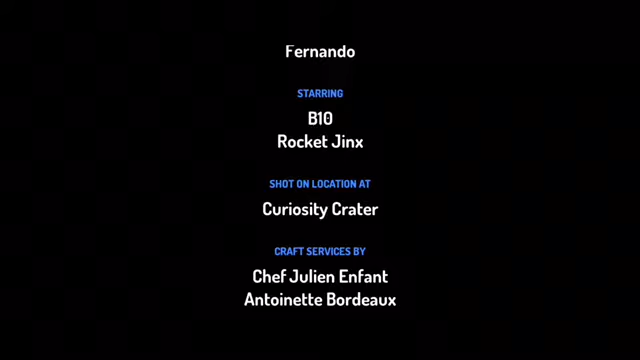 Fernando
STARRING
B10
Rocket Jinx
SHOT ON LOCATION AT
Curiosity Crater
CRAFT SERVICES BY
Chef Julien Enfant
Antoinette Bordeaux